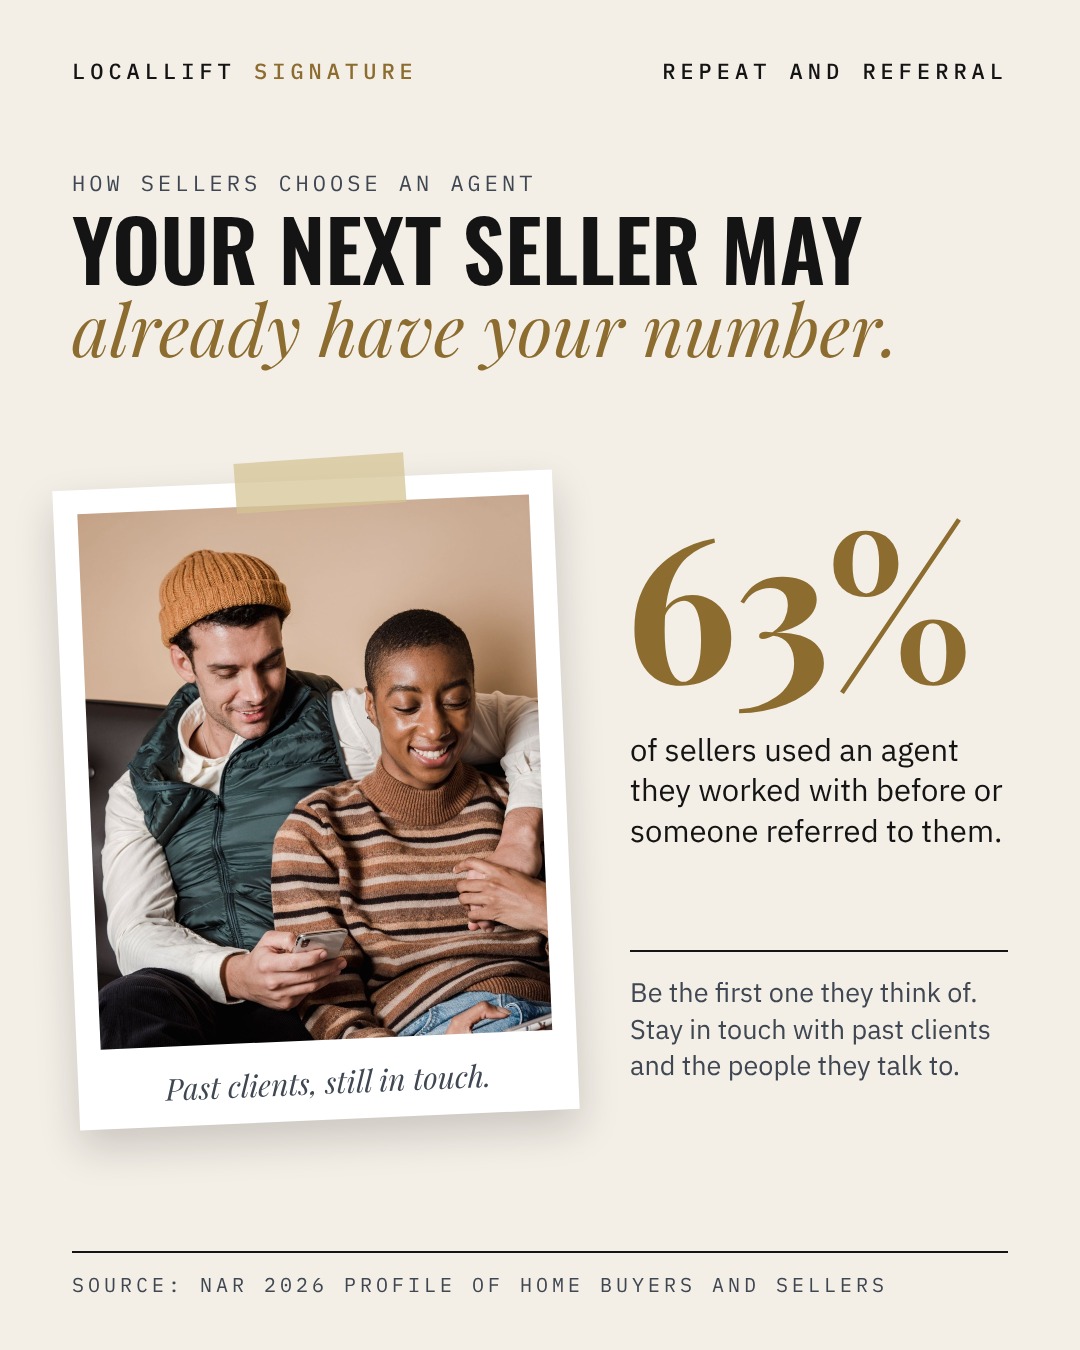 LOCALLIFT SIGNATURE
REPEAT AND REFERRAL
HOW SELLERS CHOOSE AN AGENT
YOUR NEXT SELLER MAY
already have your number.
63%
of sellers used an agent
they worked with before or
someone referred to them.
Be the first one they think of.
Stay in touch with past clients
and the people they talk to.
Past clients, still in touch.
SOURCE: NAR 2026 PROFILE OF HOME BUYERS AND SELLERS